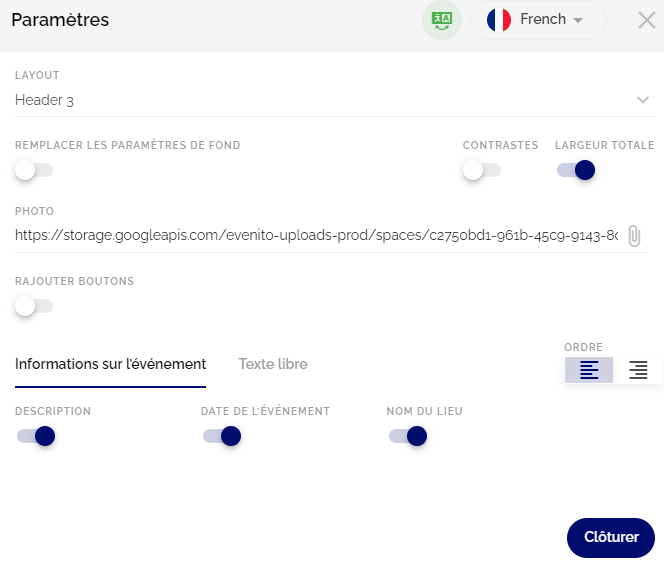 Paramètres
French
LAYOUT
Header 3
REMPLACER LES PARAMÈTRES DE FOND
CONTRASTES
LARGEUR TOTALE
PHOTO
https://storage.googleapis.com/evenito-uploads-prod/spaces/c2750bd1-961b-45c9-9143-8
RAJOUTER BOUTONS
ORDRE
Informations sur l'événement
Texte libre
DESCRIPTION
DATE DE L'ÉVÉNEMENT
NOM DU LIEU
Clôturer